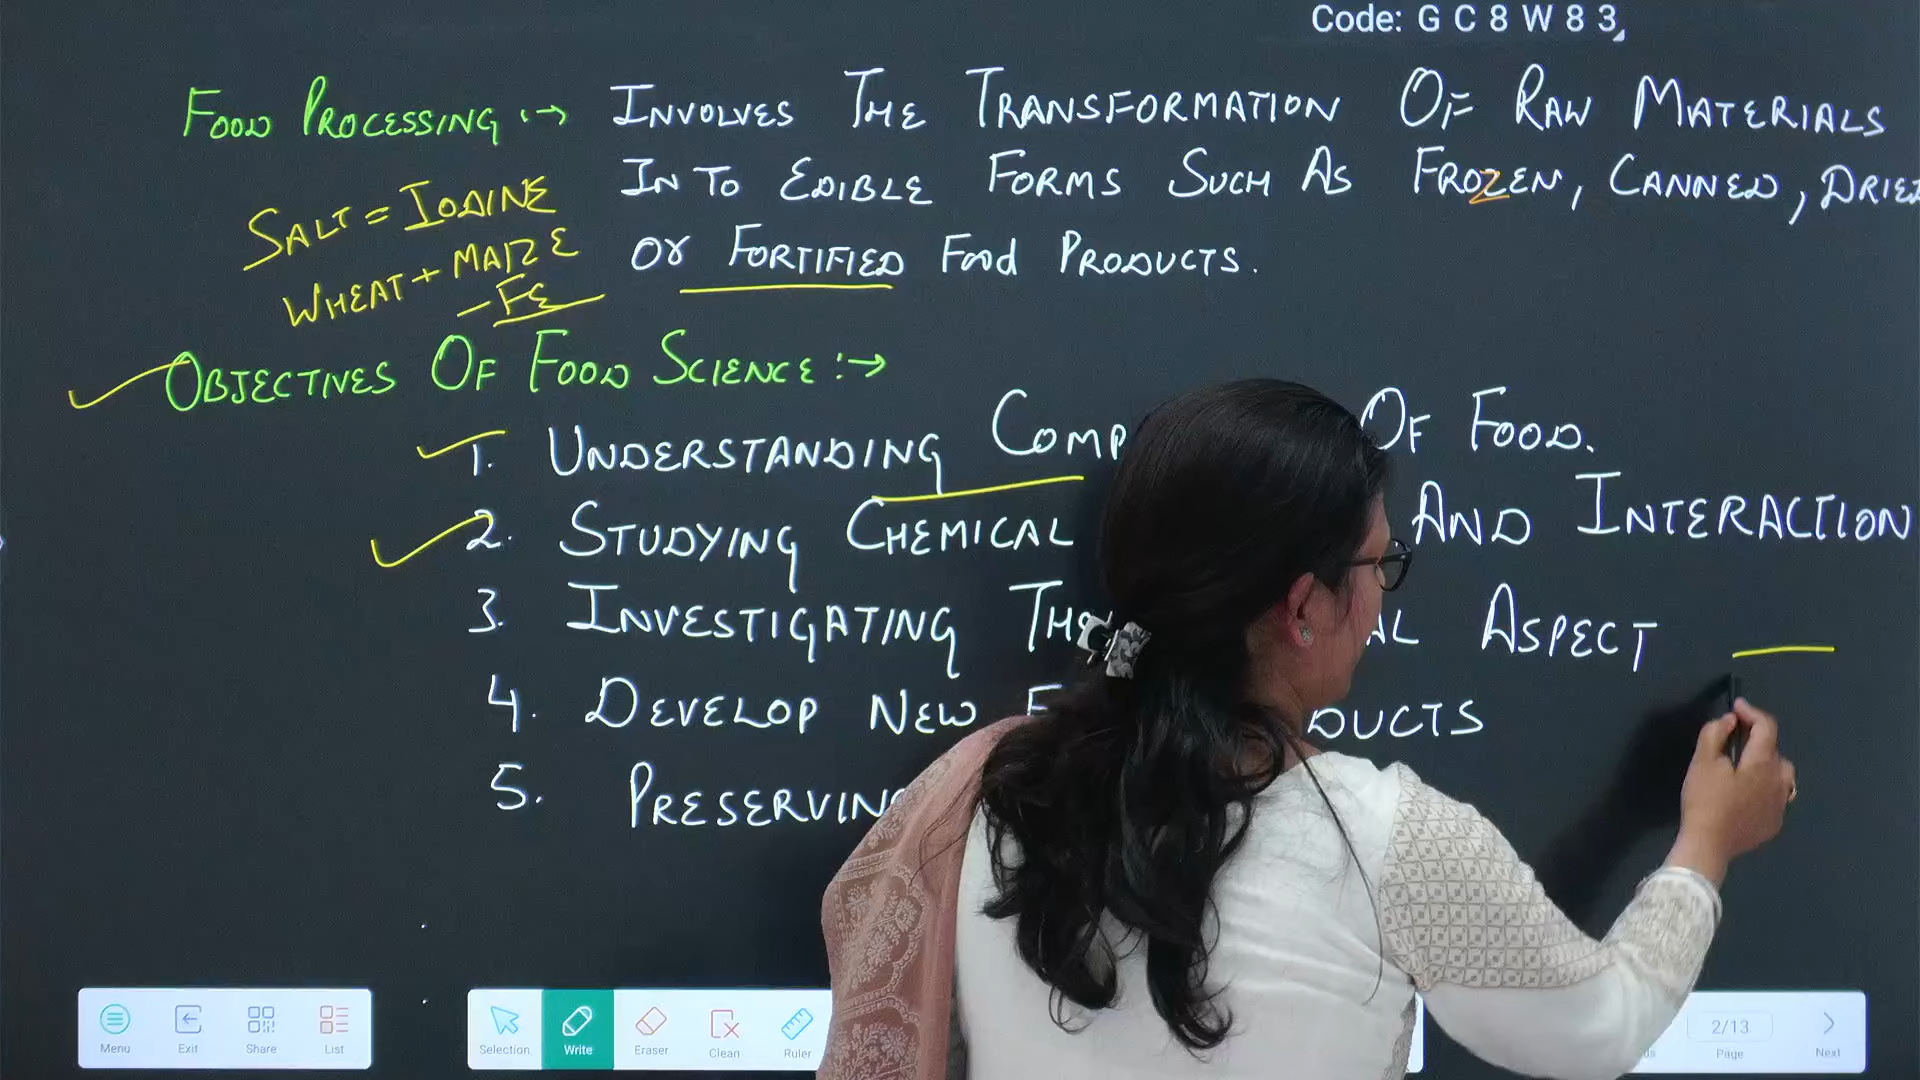 Code: G C 8 W 8 3
FOOD PROCESSING :→ INVOLVES THE TRANSFORMATION OF RAW MATERIALS
IN TO EDIBLE FORMS SUCH AS FROZEN, CANNED, DRIED
OR FORTIFIED FOOD PRODUCTS.
SALT = IODINE
WHEAT + MAIZE
- FE
OBJECTIVES OF FOOD SCIENCE :→
1. UNDERSTANDING COMP OF FOOD.
2. STUDYING CHEMICAL AND INTERACTION
3. INVESTIGATING ASPECT
4. DEVELOP NEW DUCTS
5. PRESERVIN
Menu Exit Share List Selection Write Eraser Clean Ruler 2/13 Page Next